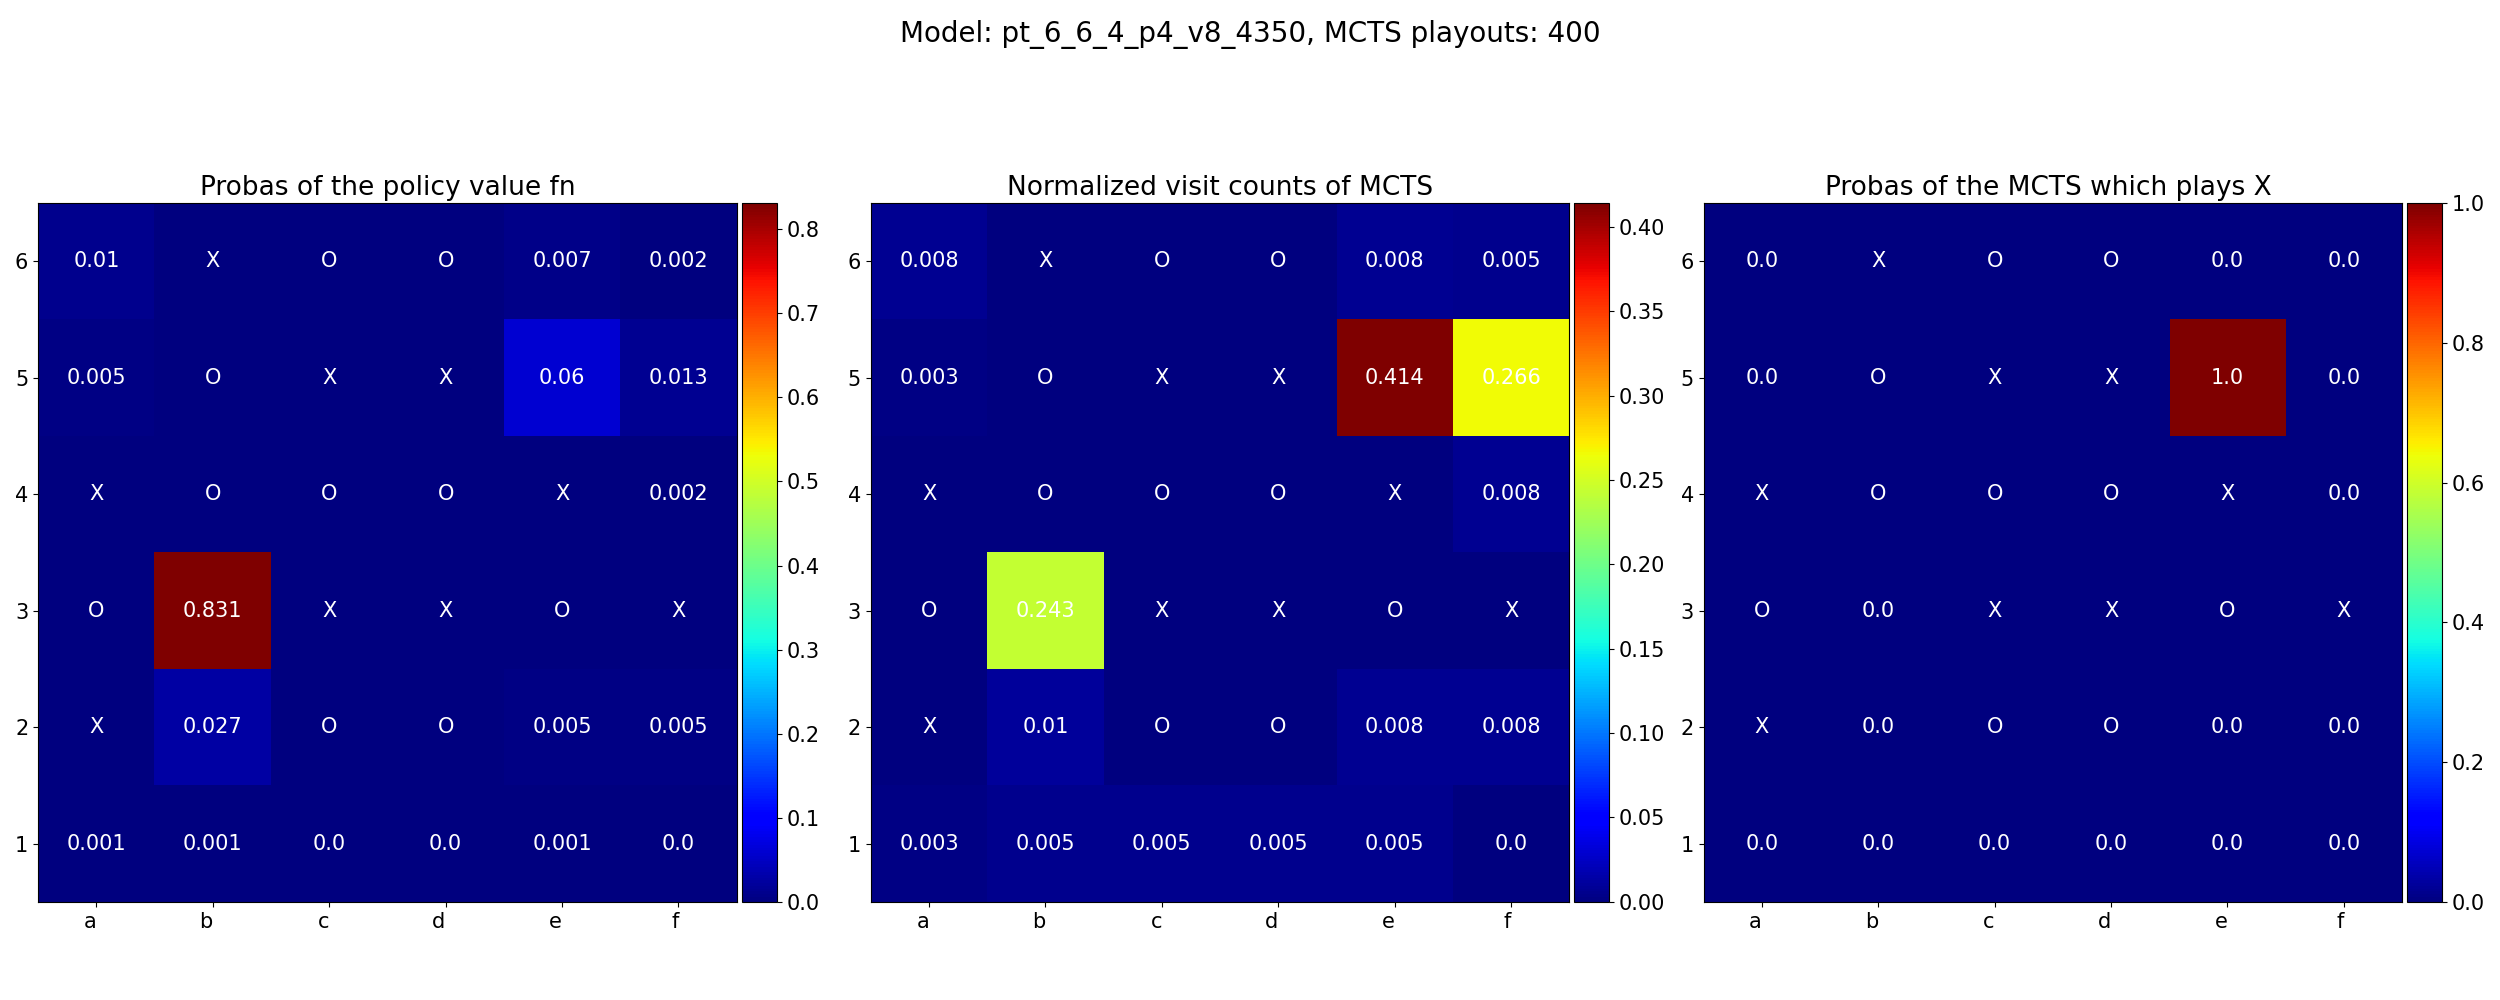 Model: pt_6_6_4_p4_v8_4350, MCTS playouts: 400
Probas of the policy value fn
6 0.01 X O O 0.007 0.002
5 0.005 O X X 0.06 0.013
4 X O O O X 0.002
3 O 0.831 X X O X
2 X 0.027 O O 0.005 0.005
1 0.001 0.001 0.0 0.0 0.001 0.0
a b c d e f
0.8
0.7
0.6
0.5
0.4
0.3
0.2
0.1
0.0
Normalized visit counts of MCTS
6 0.008 X O O 0.008 0.005
5 0.003 O X X 0.414 0.266
4 X O O O X 0.008
3 O 0.243 X X O X
2 X 0.01 O O 0.008 0.008
1 0.003 0.005 0.005 0.005 0.005 0.0
a b c d e f
0.40
0.35
0.30
0.25
0.20
0.15
0.10
0.05
0.00
Probas of the MCTS which plays X
6 0.0 X O O 0.0 0.0
5 0.0 O X X 1.0 0.0
4 X O O O X 0.0
3 O 0.0 X X O X
2 X 0.0 O O 0.0 0.0
1 0.0 0.0 0.0 0.0 0.0 0.0
a b c d e f
1.0
0.8
0.6
0.4
0.2
0.0